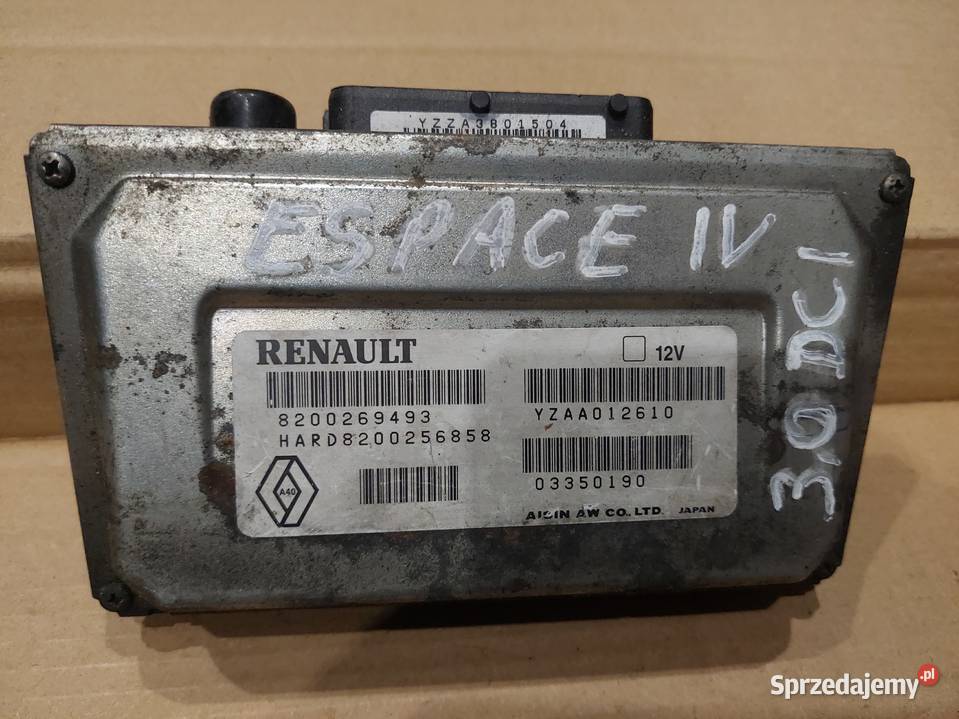 YZZA3801504
ESPACE IV
3.0 DCI
RENAULT
12V
8200269493
YZAA012610
HARD8200256858
A40
03350190
AISIN AW CO., LTD. JAPAN
Sprzedajemy.pl